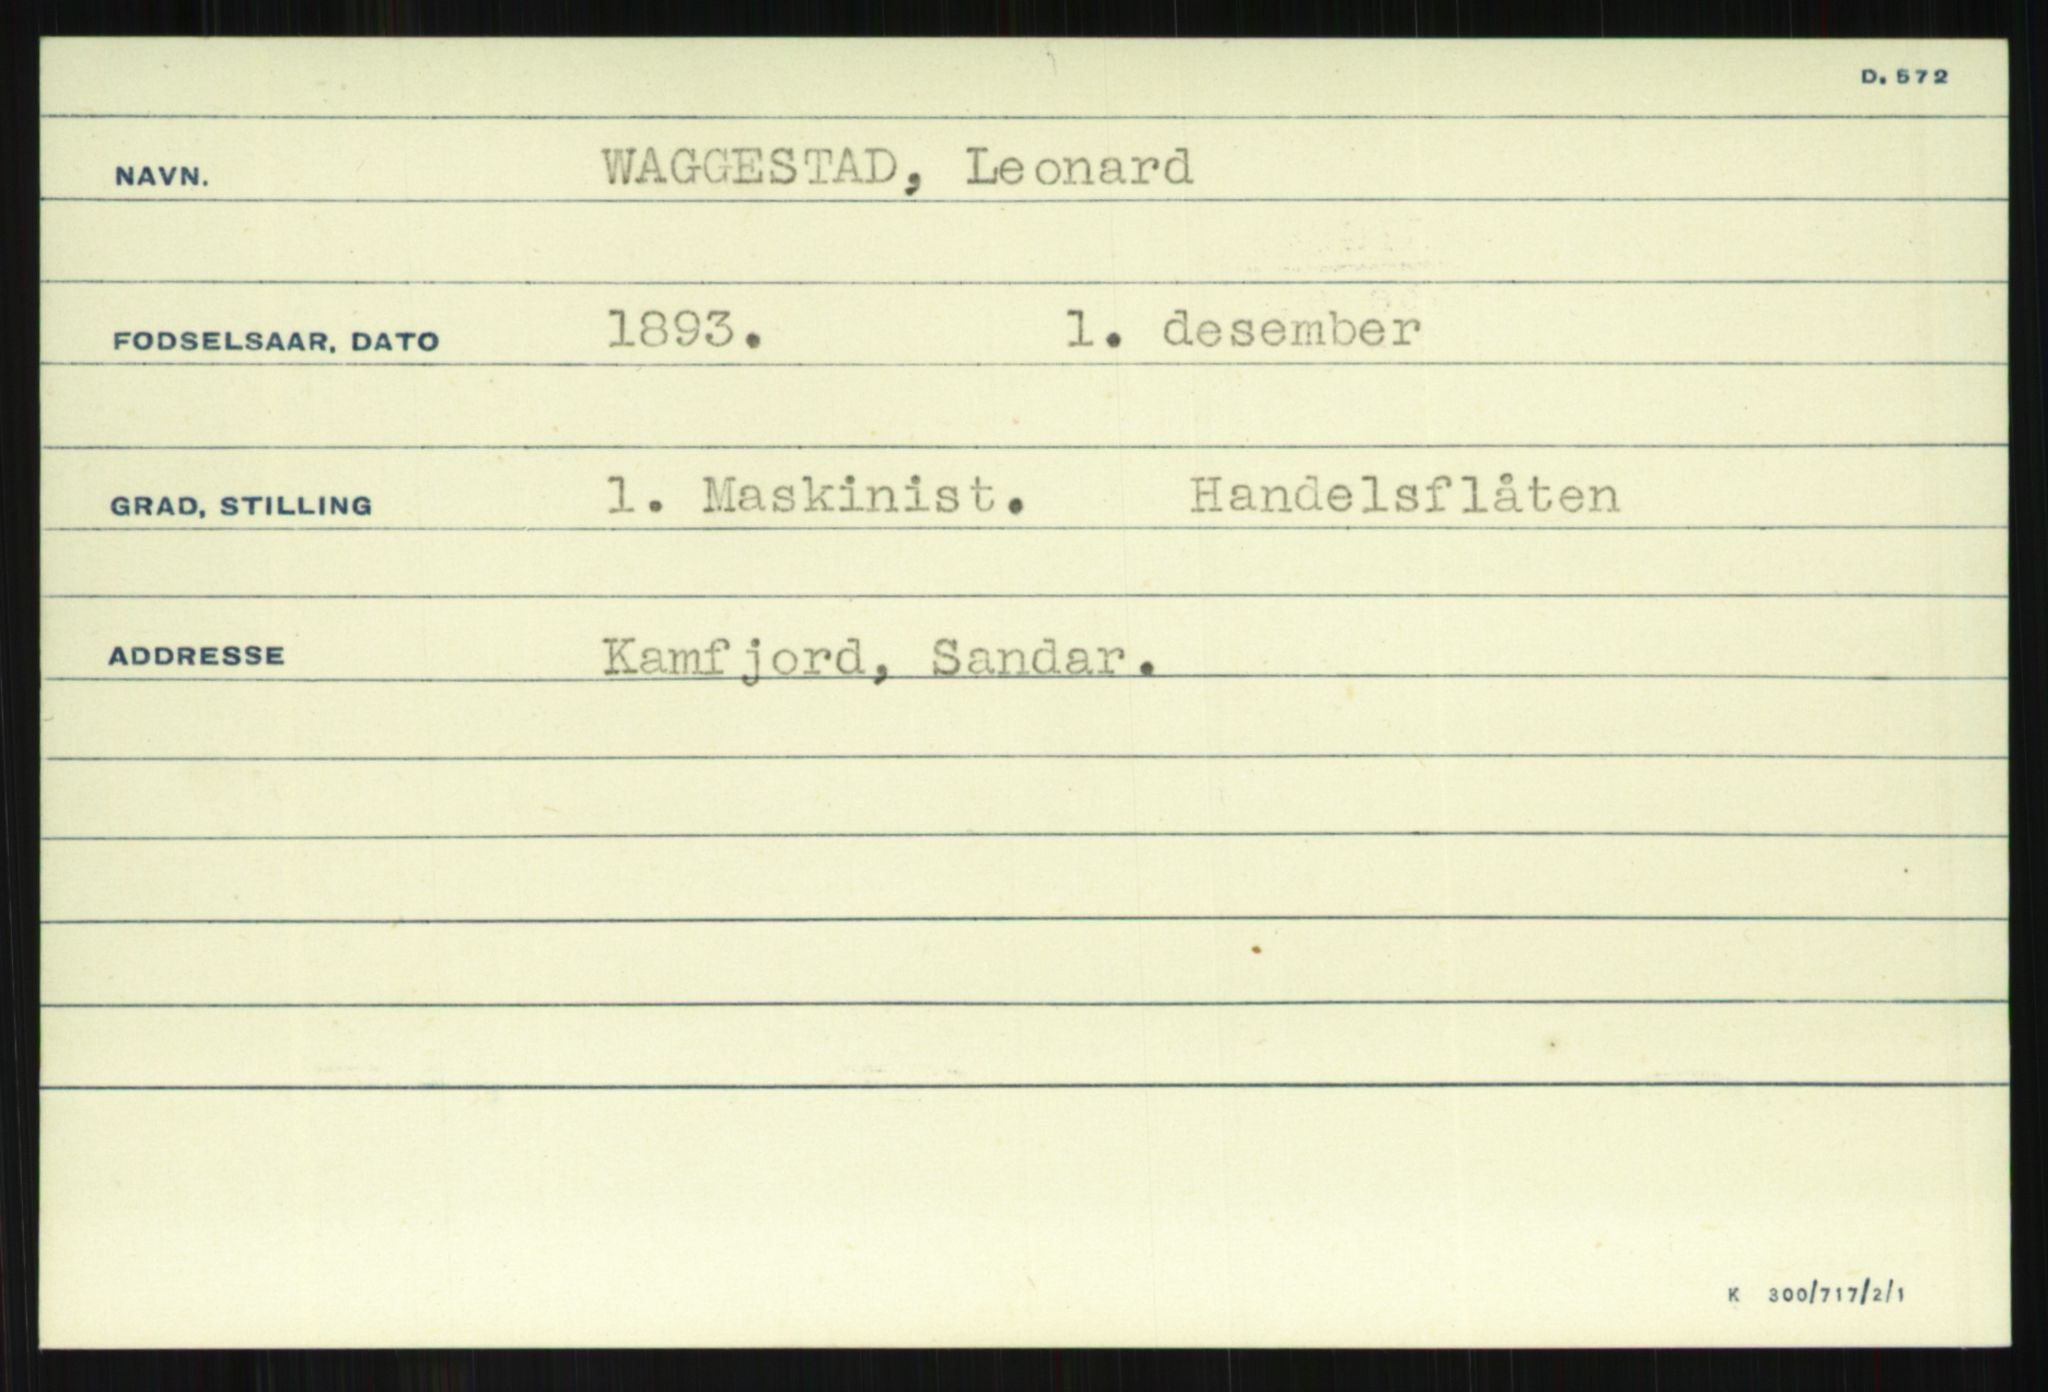 D. 572
NAVN. WAGGESTAD, Leonard
FODSELSAAR, DATO 1893. 1. desember
GRAD, STILLING 1. Maskinist. Handelsflåten
ADDRESSE Kamfjord, Sandar.
K 300/717/2/1